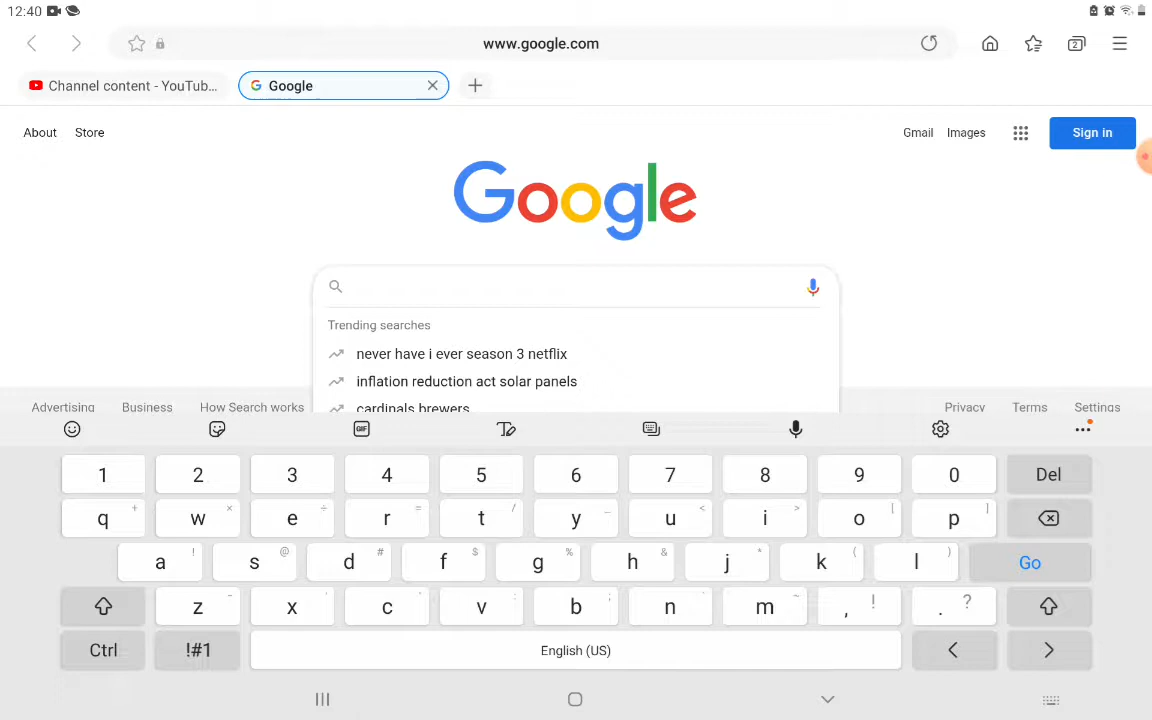 12:40
www.google.com
2
Channel content - YouTub...
Google
About Store
Gmail Images Sign in
Google
Trending searches
never have i ever season 3 netflix
inflation reduction act solar panels
cardinals brewers
Advertising Business How Search works
Privacy Terms Settings
GIF
1 2 3 4 5 6 7 8 9 0 Del
q + w × e ÷ r = t / y _ u < i > o [ p ]
a ! s @ d # f $ g % h & j * k ( l ) Go
z - x ' c " v : b ; n , m ~ , ! . ?
Ctrl !#1 English (US) < >